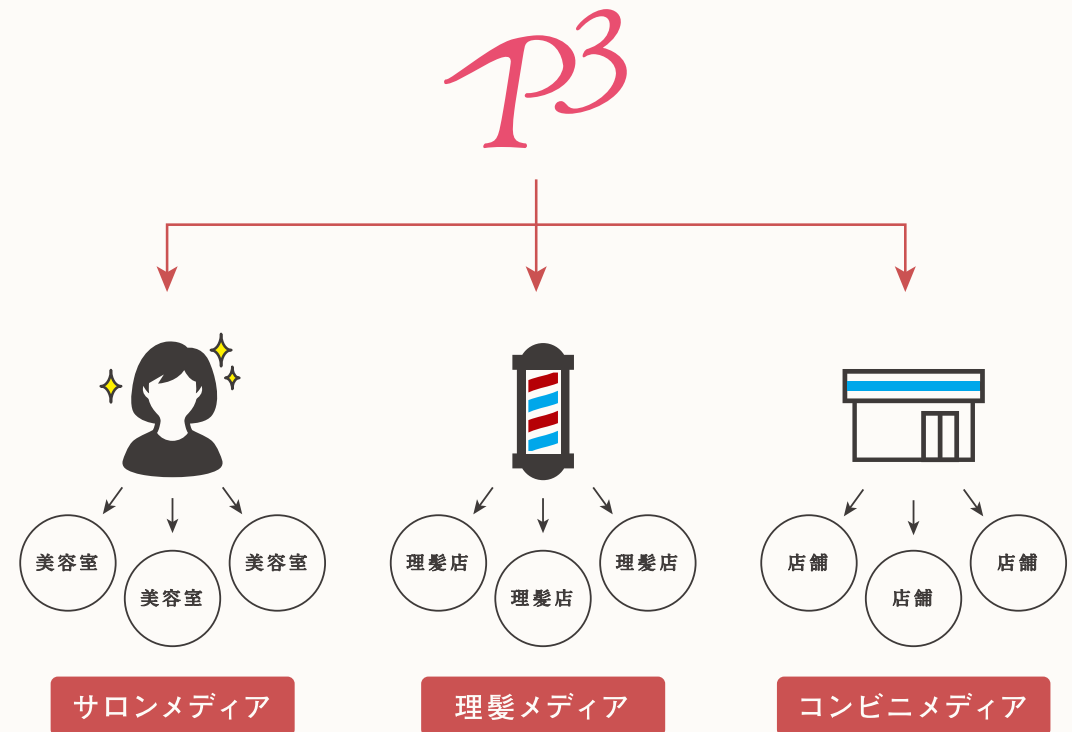 P3
美容室
美容室
美容室
理髪店
理髪店
理髪店
店舗
店舗
店舗
サロンメディア
理髪メディア
コンビニメディア